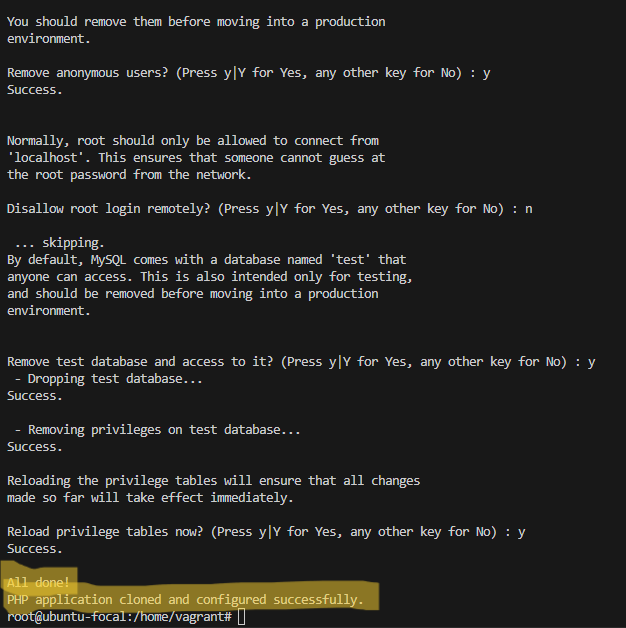 You should remove them before moving into a production
environment.
Remove anonymous users? (Press y|Y for Yes, any other key for No) : y
Success.
Normally, root should only be allowed to connect from
'localhost'. This ensures that someone cannot guess at
the root password from the network.
Disallow root login remotely? (Press y|Y for Yes, any other key for No) : n
... skipping.
By default, MySQL comes with a database named 'test' that
anyone can access. This is also intended only for testing,
and should be removed before moving into a production
environment.
Remove test database and access to it? (Press y|Y for Yes, any other key for No) : y
- Dropping test database...
Success.
- Removing privileges on test database...
Success.
Reloading the privilege tables will ensure that all changes
made so far will take effect immediately.
Reload privilege tables now? (Press y|Y for Yes, any other key for No) : y
Success.
All done!
PHP application cloned and configured successfully.
root@ubuntu-focal:/home/vagrant#